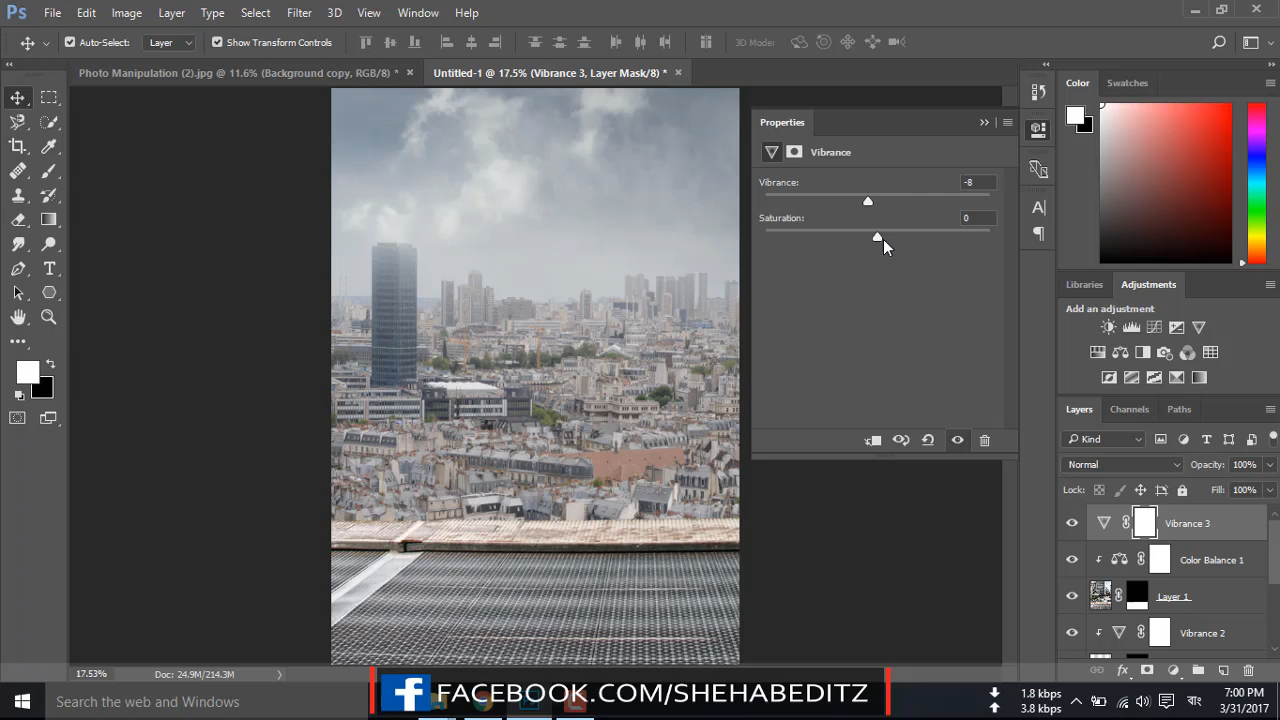 Ps File Edit Image Layer Type Select Filter 3D View Window Help
Auto-Select: Layer Show Transform Controls 3D Mode:
Photo Manipulation (2).jpg @ 11.6% (Background copy, RGB/8) * × Untitled-1 @ 17.5% (Vibrance 3, Layer Mask/8) * ×
Color Swatches
Properties
Vibrance
Vibrance: -8
Saturation: 0
Libraries Adjustments
Add an adjustment
Layers Channels Paths
Kind
Normal Opacity: 100%
Lock: Fill: 100%
Vibrance 3
Color Balance 1
Layer 1
Vibrance 2
17.53% Doc: 24.9M/214.3M
Search the web and Windows
f FACEBOOK.COM/SHEHABEDITZ
1.8 kbps
3.8 kbps
7:00 PM
3/31/2017